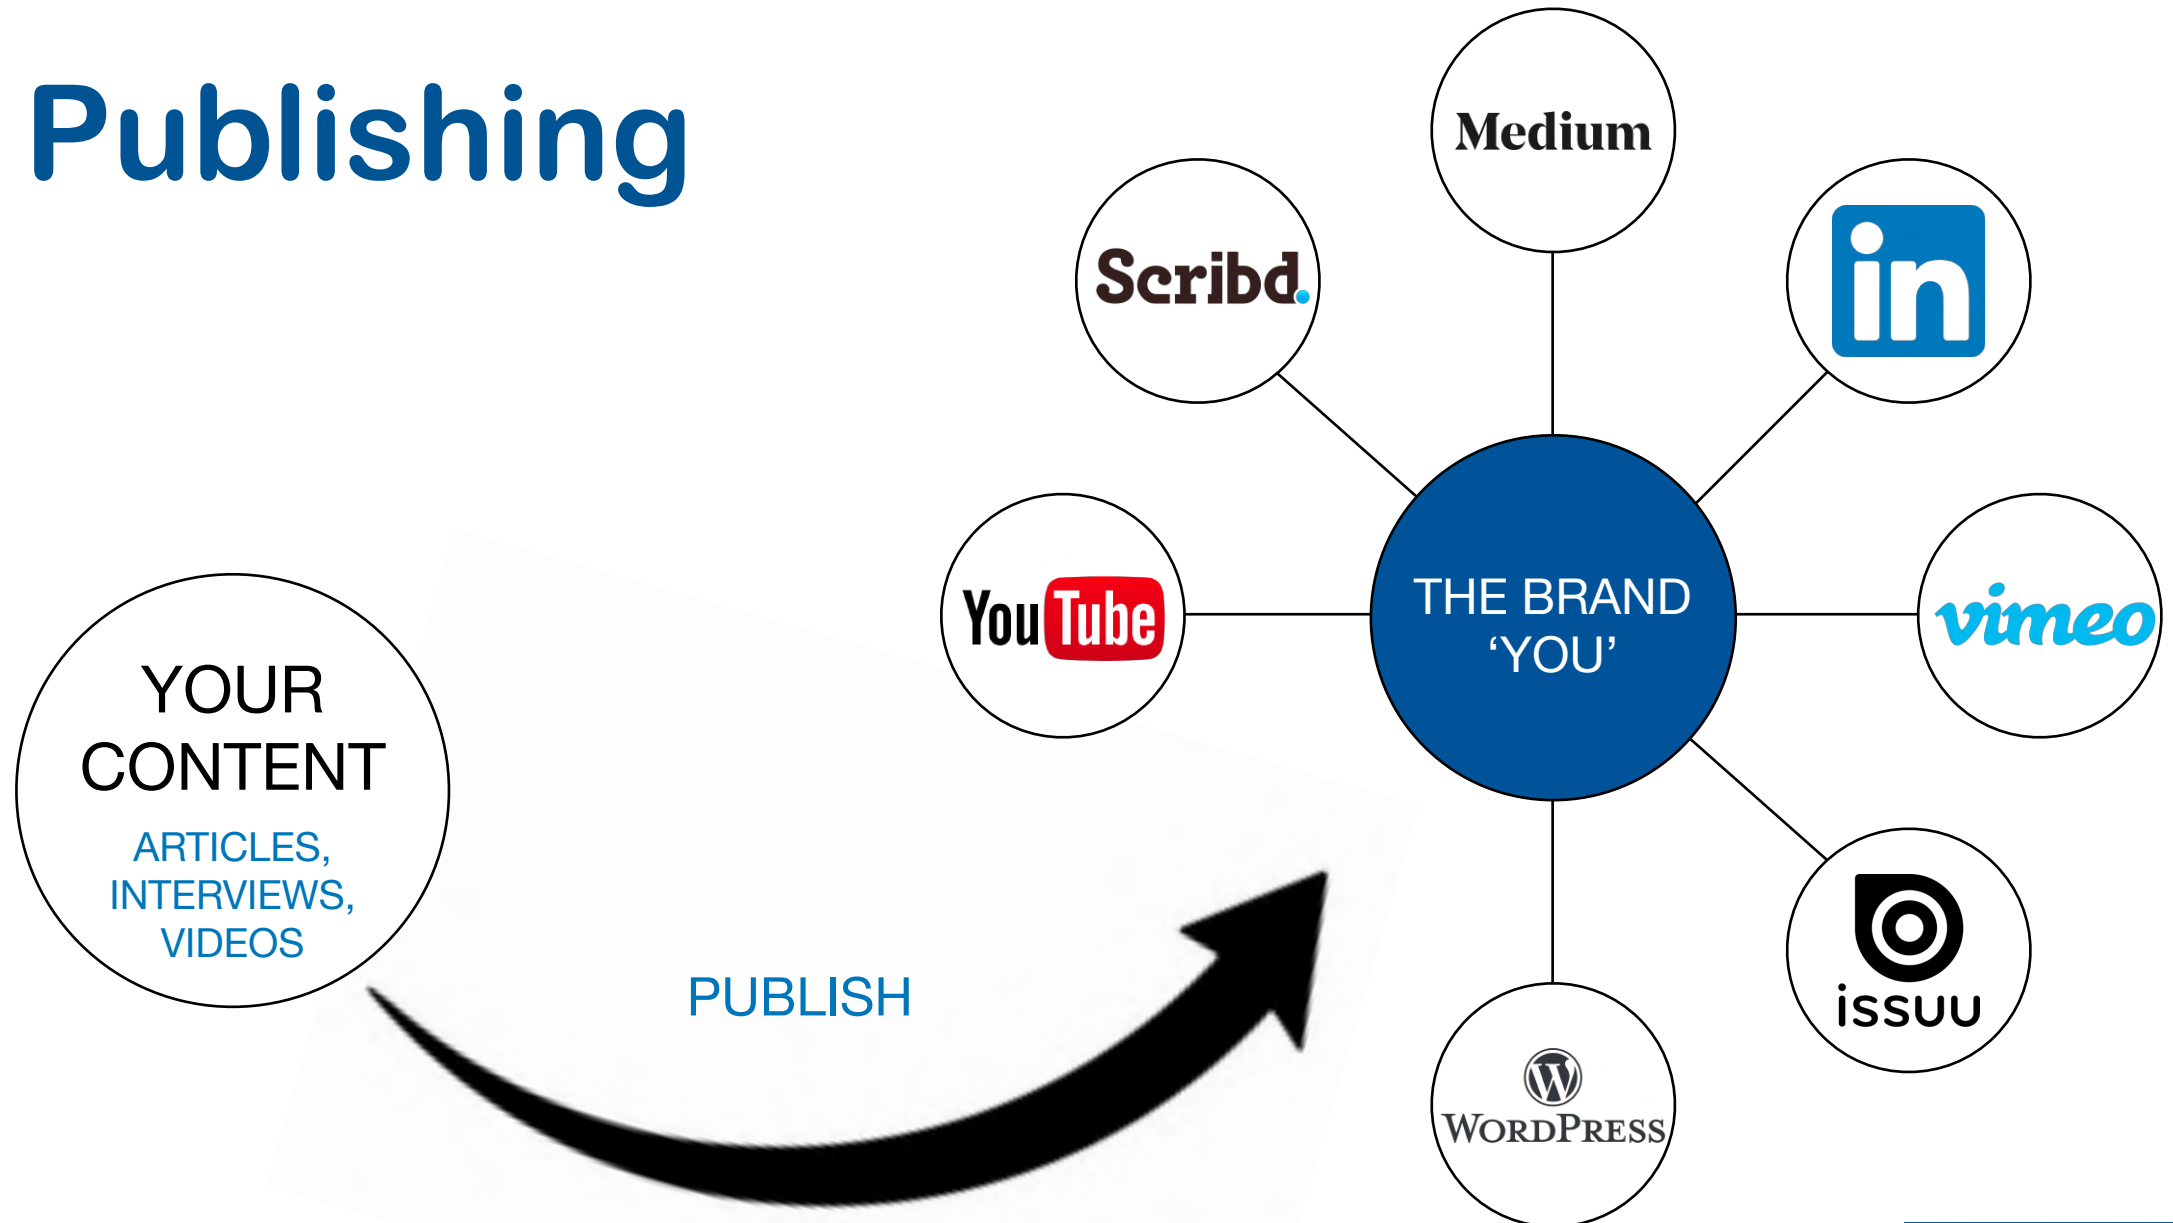 Publishing
Medium
Scribd.
in
YouTube
THE BRAND
‘YOU’
vimeo
YOUR
CONTENT
ARTICLES,
INTERVIEWS,
VIDEOS
PUBLISH
issuu
W
WORDPRESS